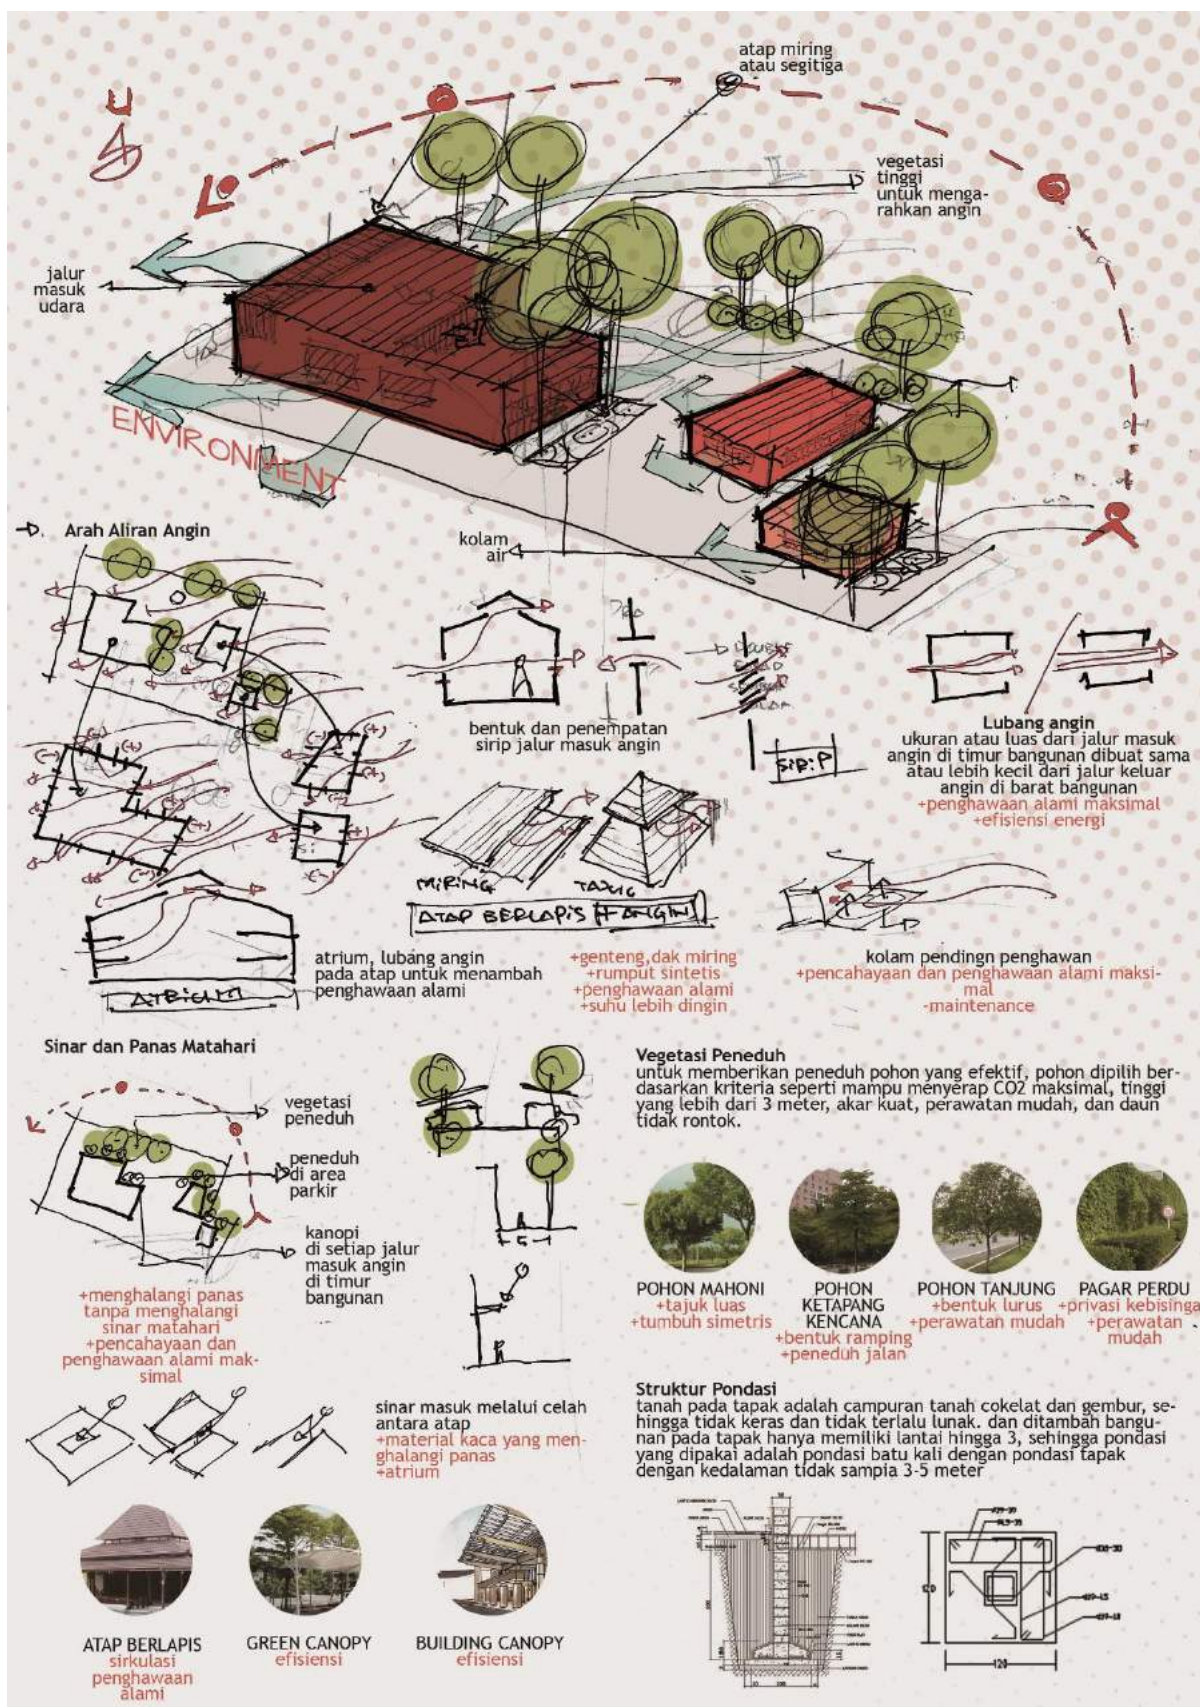 atap miring
atau segitiga
U
vegetasi
tinggi
untuk menga-
rahkan angin
jalur
masuk
udara
ENVIRONMENT
Arah Aliran Angin
kolam
air
bentuk dan penempatan
sirip jalur masuk angin
SIRIP
Lubang angin
ukuran atau luas dari jalur masuk
angin di timur bangunan dibuat sama
atau lebih kecil dari jalur keluar
angin di barat bangunan
+penghawaan alami maksimal
+efisiensi energi
MIRING
TAJUG
ATAP BERLAPIS (+ ANGIN)
ATRIUM
atrium, lubang angin
pada atap untuk menambah
penghawaan alami
+genteng,dak miring
+rumput sintetis
+penghawaan alami
+suhu lebih dingin
kolam pendingn penghawan
+pencahayaan dan penghawaan alami maksi-
mal
-maintenance
Sinar dan Panas Matahari
vegetasi
peneduh
peneduh
di area
parkir
kanopi
di setiap jalur
masuk angin
di timur
bangunan
+menghalangi panas
tanpa menghalangi
sinar matahari
+pencahayaan dan
penghawaan alami mak-
simal
Vegetasi Peneduh
untuk memberikan peneduh pohon yang efektif, pohon dipilih ber-
dasarkan kriteria seperti mampu menyerap CO2 maksimal, tinggi
yang lebih dari 3 meter, akar kuat, perawatan mudah, dan daun
tidak rontok.
POHON MAHONI
+tajuk luas
+tumbuh simetris
POHON
KETAPANG
KENCANA
+bentuk ramping
+peneduh jalan
POHON TANJUNG
+bentuk lurus
+perawatan mudah
PAGAR PERDU
+privasi kebisinga
+perawatan
mudah
sinar masuk melalui celah
antara atap
+material kaca yang men-
ghalangi panas
+atrium
Struktur Pondasi
tanah pada tapak adalah campuran tanah cokelat dan gembur, se-
hingga tidak keras dan tidak terlalu lunak. dan ditambah bangu-
nan pada tapak hanya memiliki lantai hingga 3, sehingga pondasi
yang dipakai adalah pondasi batu kali dengan pondasi tapak
dengan kedalaman tidak sampia 3-5 meter
ATAP BERLAPIS
sirkulasi
penghawaan
alami
GREEN CANOPY
efisiensi
BUILDING CANOPY
efisiensi
120
120